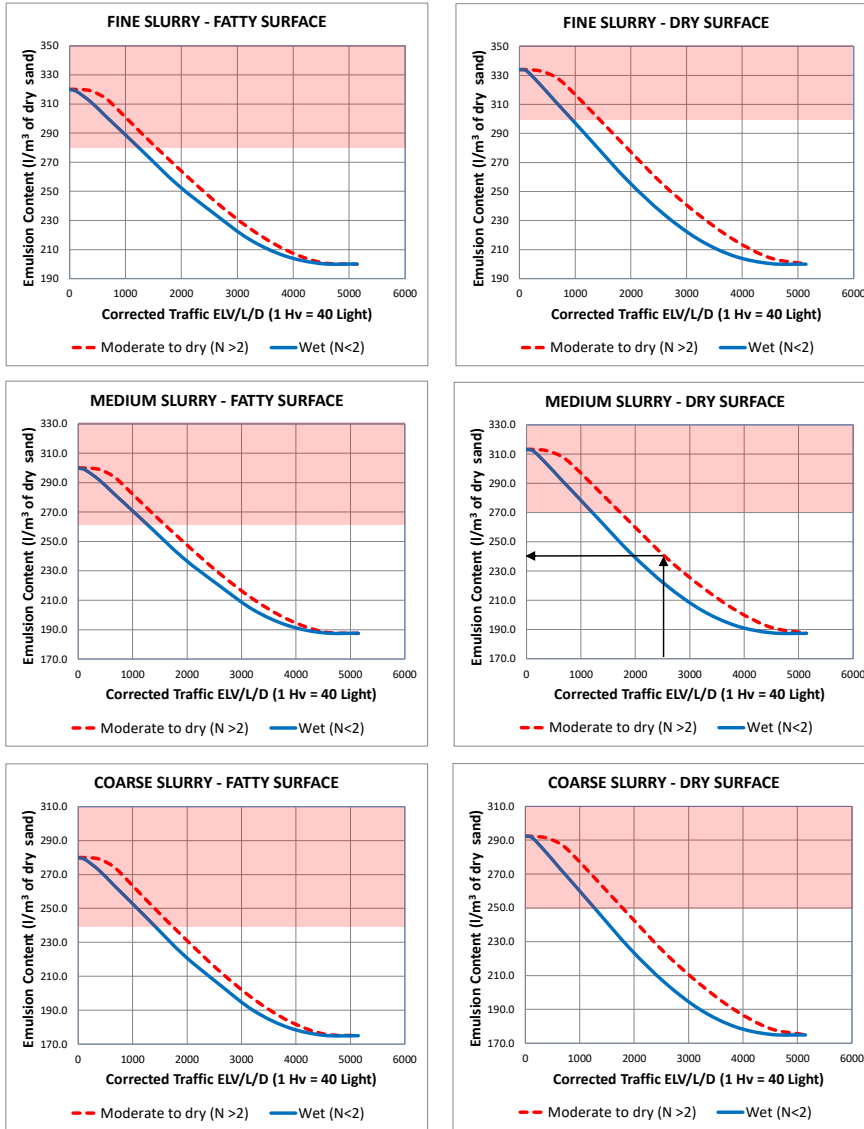 FINE SLURRY - FATTY SURFACE
Emulsion Content (l/m³ of dry sand)
350
330
310
290
270
250
230
210
190
0 1000 2000 3000 4000 5000 6000
Corrected Traffic ELV/L/D (1 Hv = 40 Light)
Moderate to dry (N >2) Wet (N<2)
FINE SLURRY - DRY SURFACE
Emulsion Content (l/m³ of dry sand)
350
330
310
290
270
250
230
210
190
0 1000 2000 3000 4000 5000 6000
Corrected Traffic ELV/L/D (1 Hv = 40 Light)
Moderate to dry (N >2) Wet (N<2)
MEDIUM SLURRY - FATTY SURFACE
Emulsion Content (l/m³ of dry sand)
330.0
310.0
290.0
270.0
250.0
230.0
210.0
190.0
170.0
0 1000 2000 3000 4000 5000 6000
Corrected Traffic ELV/L/D (1 Hv = 40 Light)
Moderate to dry (N >2) Wet (N<2)
MEDIUM SLURRY - DRY SURFACE
Emulsion Content (l/m³ of dry sand)
330.0
310.0
290.0
270.0
250.0
230.0
210.0
190.0
170.0
0 1000 2000 3000 4000 5000 6000
Corrected Traffic ELV/L/D (1 Hv = 40 Light)
Moderate to dry (N >2) Wet (N<2)
COARSE SLURRY - FATTY SURFACE
Emulsion Content (l/m³ of dry sand)
310.0
290.0
270.0
250.0
230.0
210.0
190.0
170.0
0 1000 2000 3000 4000 5000 6000
Corrected Traffic ELV/L/D (1 Hv = 40 Light)
Moderate to dry (N >2) Wet (N<2)
COARSE SLURRY - DRY SURFACE
Emulsion Content (l/m³ of dry sand)
310.0
290.0
270.0
250.0
230.0
210.0
190.0
170.0
0 1000 2000 3000 4000 5000 6000
Corrected Traffic ELV/L/D (1 Hv = 40 Light)
Moderate to dry (N >2) Wet (N<2)